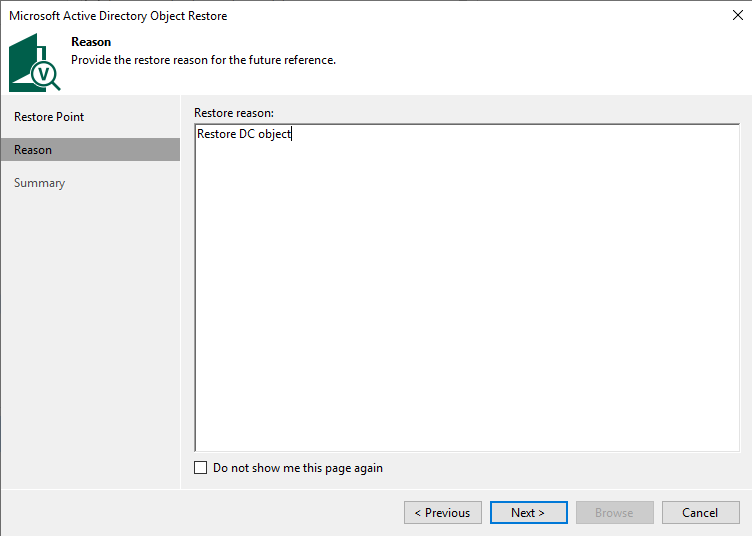 Microsoft Active Directory Object Restore
Reason
Provide the restore reason for the future reference.
Restore Point
Reason
Summary
Restore reason:
Restore DC object
Do not show me this page again
< Previous
Next >
Browse
Cancel